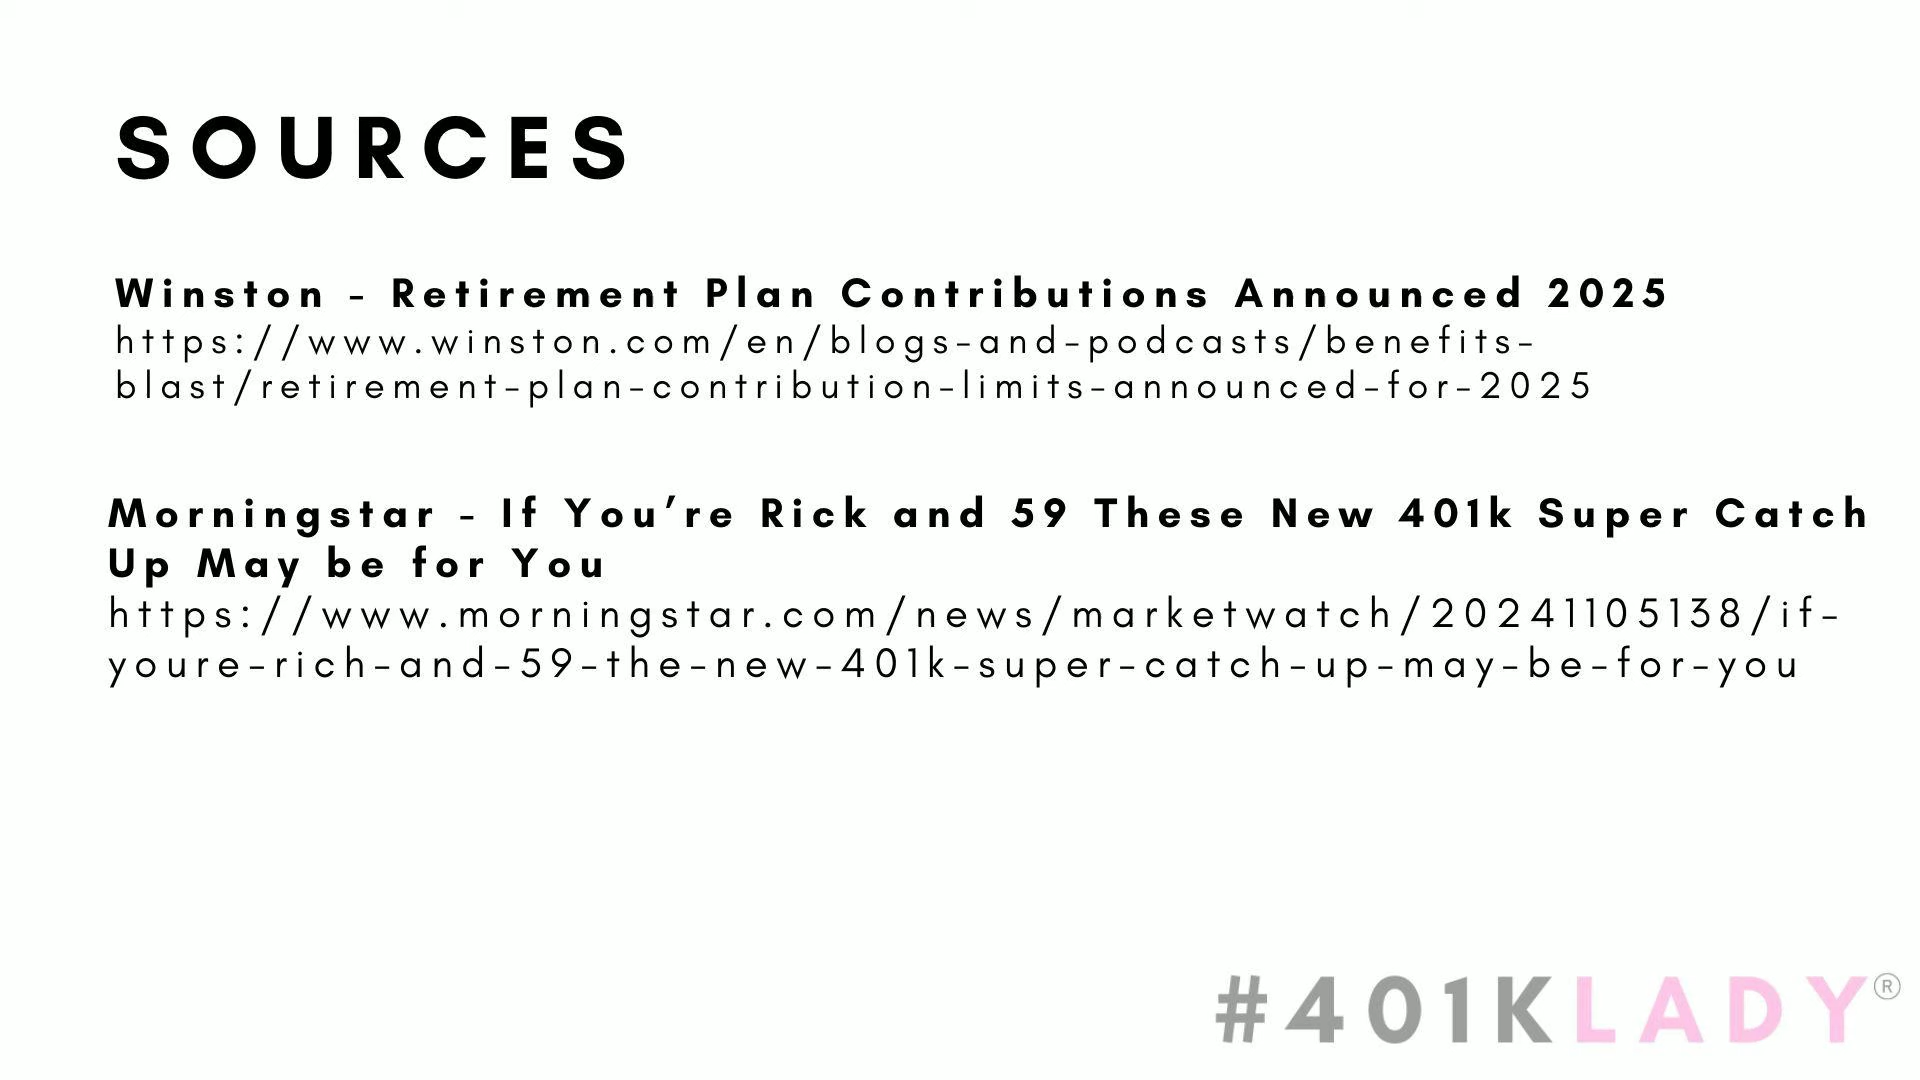 SOURCES
Winston - Retirement Plan Contributions Announced 2025
https://www.winston.com/en/blogs-and-podcasts/benefits-
blast/retirement-plan-contribution-limits-announced-for-2025
Morningstar - If You’re Rick and 59 These New 401k Super Catch
Up May be for You
https://www.morningstar.com/news/marketwatch/20241105138/if-
youre-rich-and-59-the-new-401k-super-catch-up-may-be-for-you
#401KLADY®